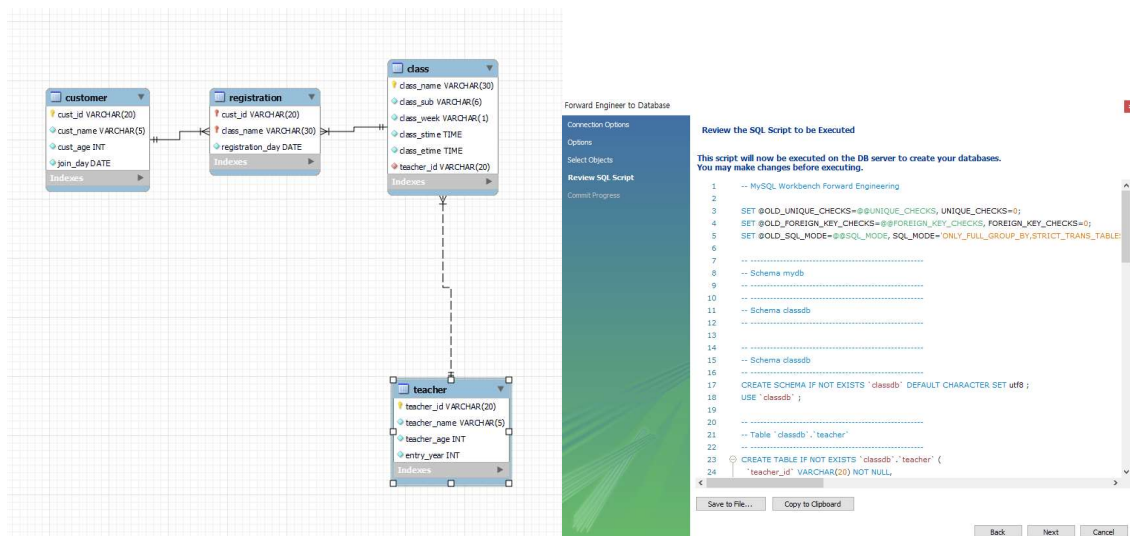 customer
cust_id VARCHAR(20)
cust_name VARCHAR(5)
cust_age INT
join_day DATE
Indexes
registration
cust_id VARCHAR(20)
class_name VARCHAR(30)
registration_day DATE
Indexes
class
class_name VARCHAR(30)
class_sub VARCHAR(6)
class_week VARCHAR(1)
class_stime TIME
class_etime TIME
teacher_id VARCHAR(20)
Indexes
teacher
teacher_id VARCHAR(20)
teacher_name VARCHAR(5)
teacher_age INT
entry_year INT
Indexes
Forward Engineer to Database
Connection Options
Options
Select Objects
Review SQL Script
Commit Progress
Review the SQL Script to be Executed
This script will now be executed on the DB server to create your databases.
You may make changes before executing.
1 -- MySQL Workbench Forward Engineering
2
3 SET @OLD_UNIQUE_CHECKS=@@UNIQUE_CHECKS, UNIQUE_CHECKS=0;
4 SET @OLD_FOREIGN_KEY_CHECKS=@@FOREIGN_KEY_CHECKS, FOREIGN_KEY_CHECKS=0;
5 SET @OLD_SQL_MODE=@@SQL_MODE, SQL_MODE='ONLY_FULL_GROUP_BY,STRICT_TRANS_TABLES
6
7 -- -----------------------------------------------------
8 -- Schema mydb
9 -- -----------------------------------------------------
10 -- -----------------------------------------------------
11 -- Schema classdb
12 -- -----------------------------------------------------
13
14 -- -----------------------------------------------------
15 -- Schema classdb
16 -- -----------------------------------------------------
17 CREATE SCHEMA IF NOT EXISTS `classdb` DEFAULT CHARACTER SET utf8 ;
18 USE `classdb` ;
19
20 -- -----------------------------------------------------
21 -- Table `classdb`.`teacher`
22 -- -----------------------------------------------------
23 CREATE TABLE IF NOT EXISTS `classdb`.`teacher` (
24 `teacher_id` VARCHAR(20) NOT NULL,
Save to File... Copy to Clipboard
Back Next Cancel